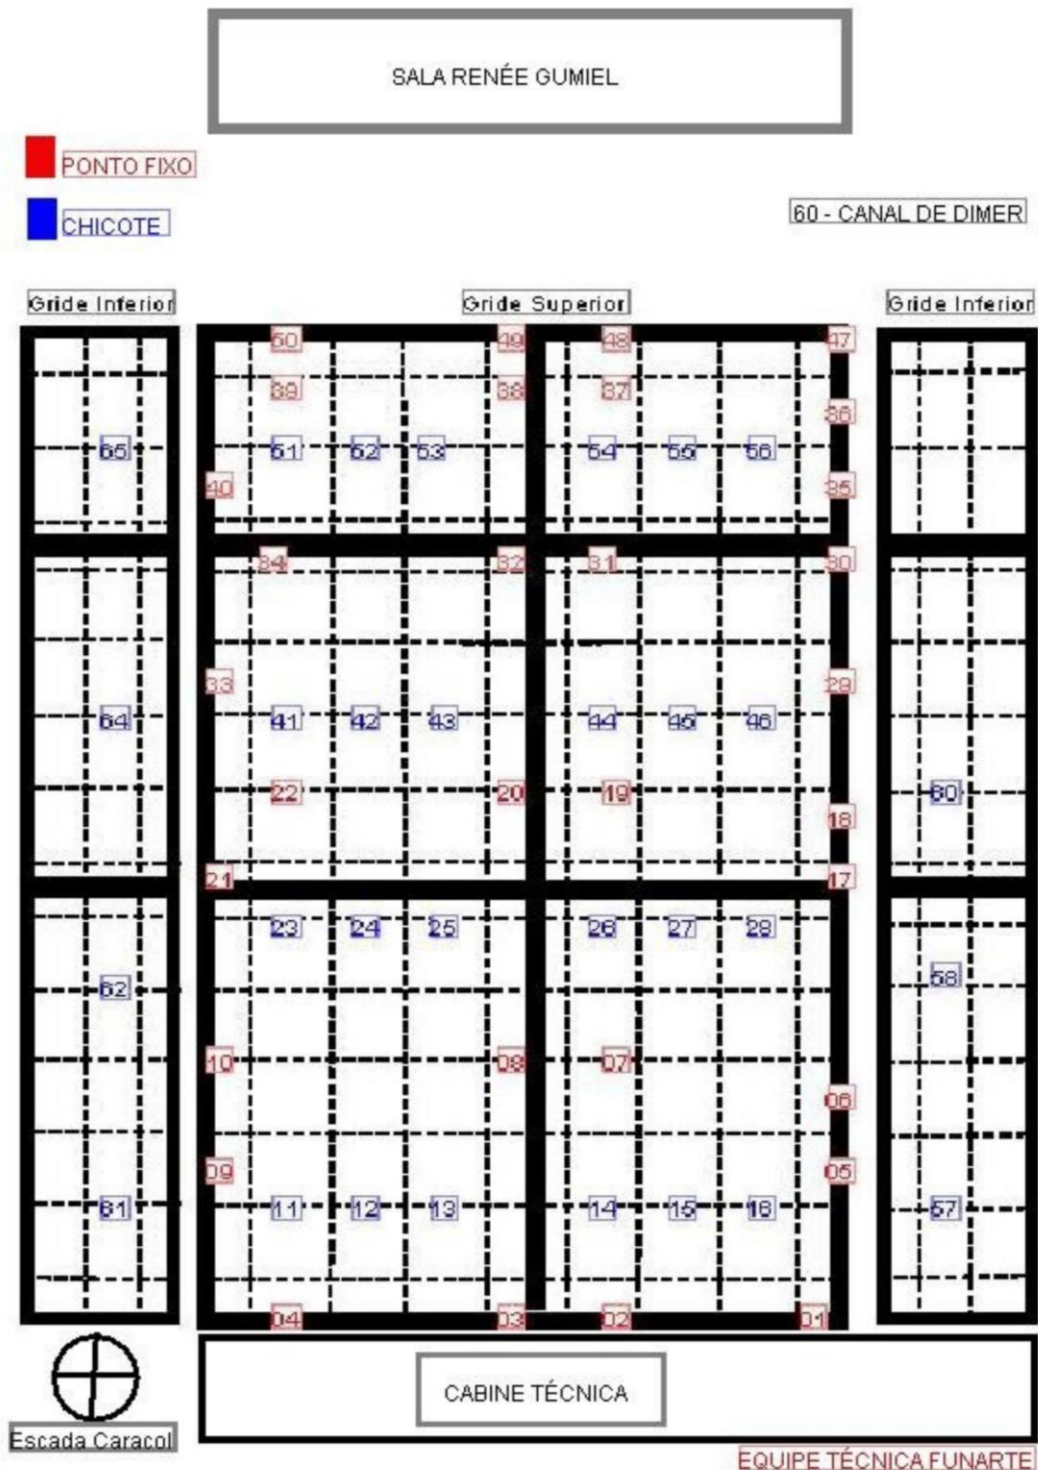 SALA RENÉE GUMIEL
PONTO FIXO
CHICOTE
60 - CANAL DE DIMER
Gride Inferior
Gride Superior
Gride Inferior
50 49 48 47
39 38 37
36
65 51 52 53 54 55 56
40 35
34 32 31 30
33 29
64 41 42 43 44 45 46
22 20 19 60
18
21 17
23 24 25 26 27 28
62 58
10 08 07
06
09 05
61 11 12 13 14 15 16 57
04 03 02 01
CABINE TÉCNICA
Escada Caracol
EQUIPE TÉCNICA FUNARTE